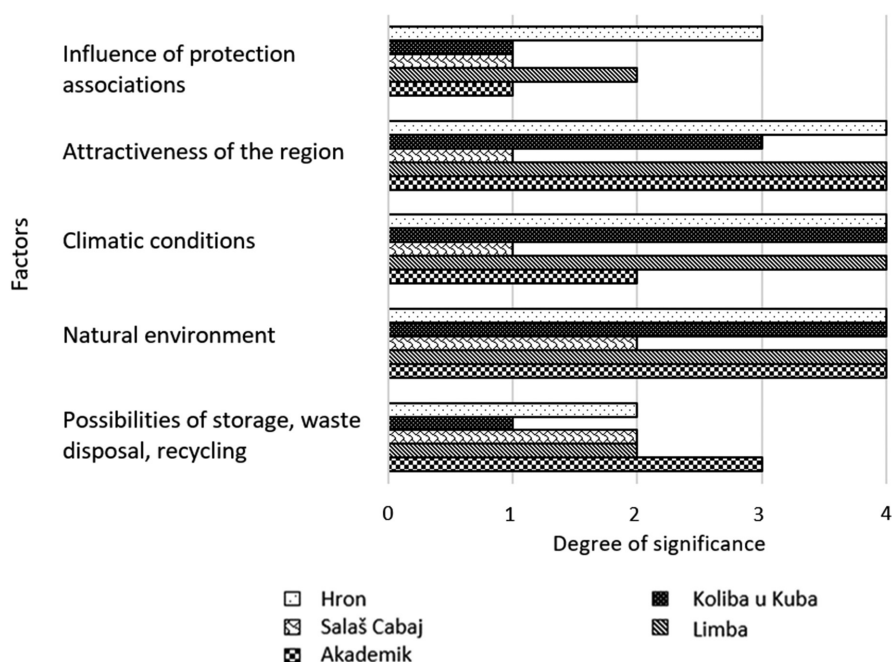 Influence of protection
associations
Attractiveness of the region
Climatic conditions
Natural environment
Possibilities of storage, waste
disposal, recycling
Factors
0 1 2 3 4
Degree of significance
Hron Koliba u Kuba
Salaš Cabaj Limba
Akademik